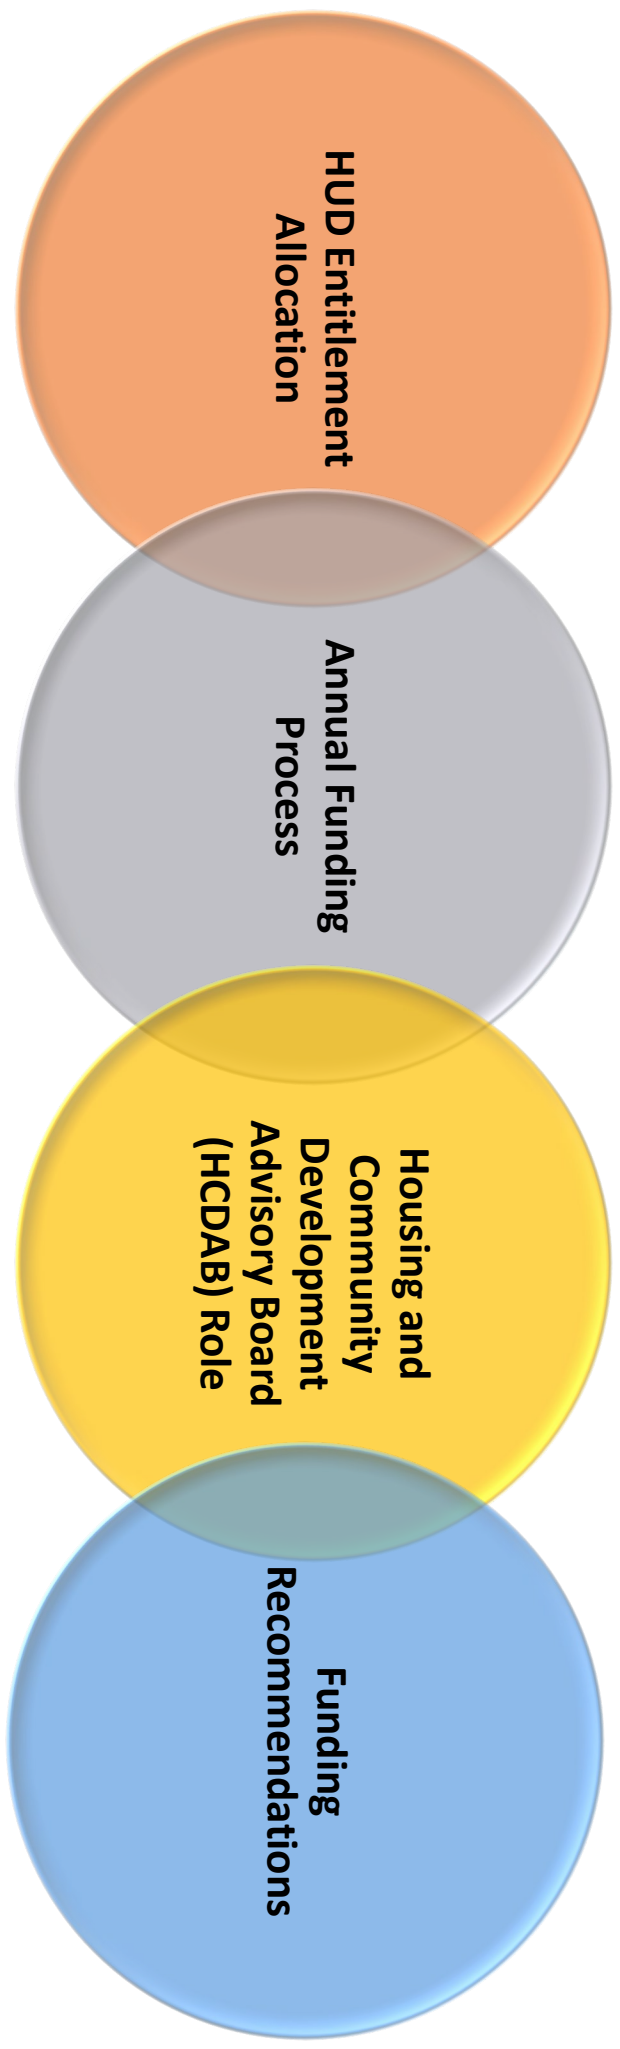 HUD Entitlement
Allocation
Annual Funding
Process
Housing and
Community
Development
Advisory Board
(HCDAB) Role
Funding
Recommendations